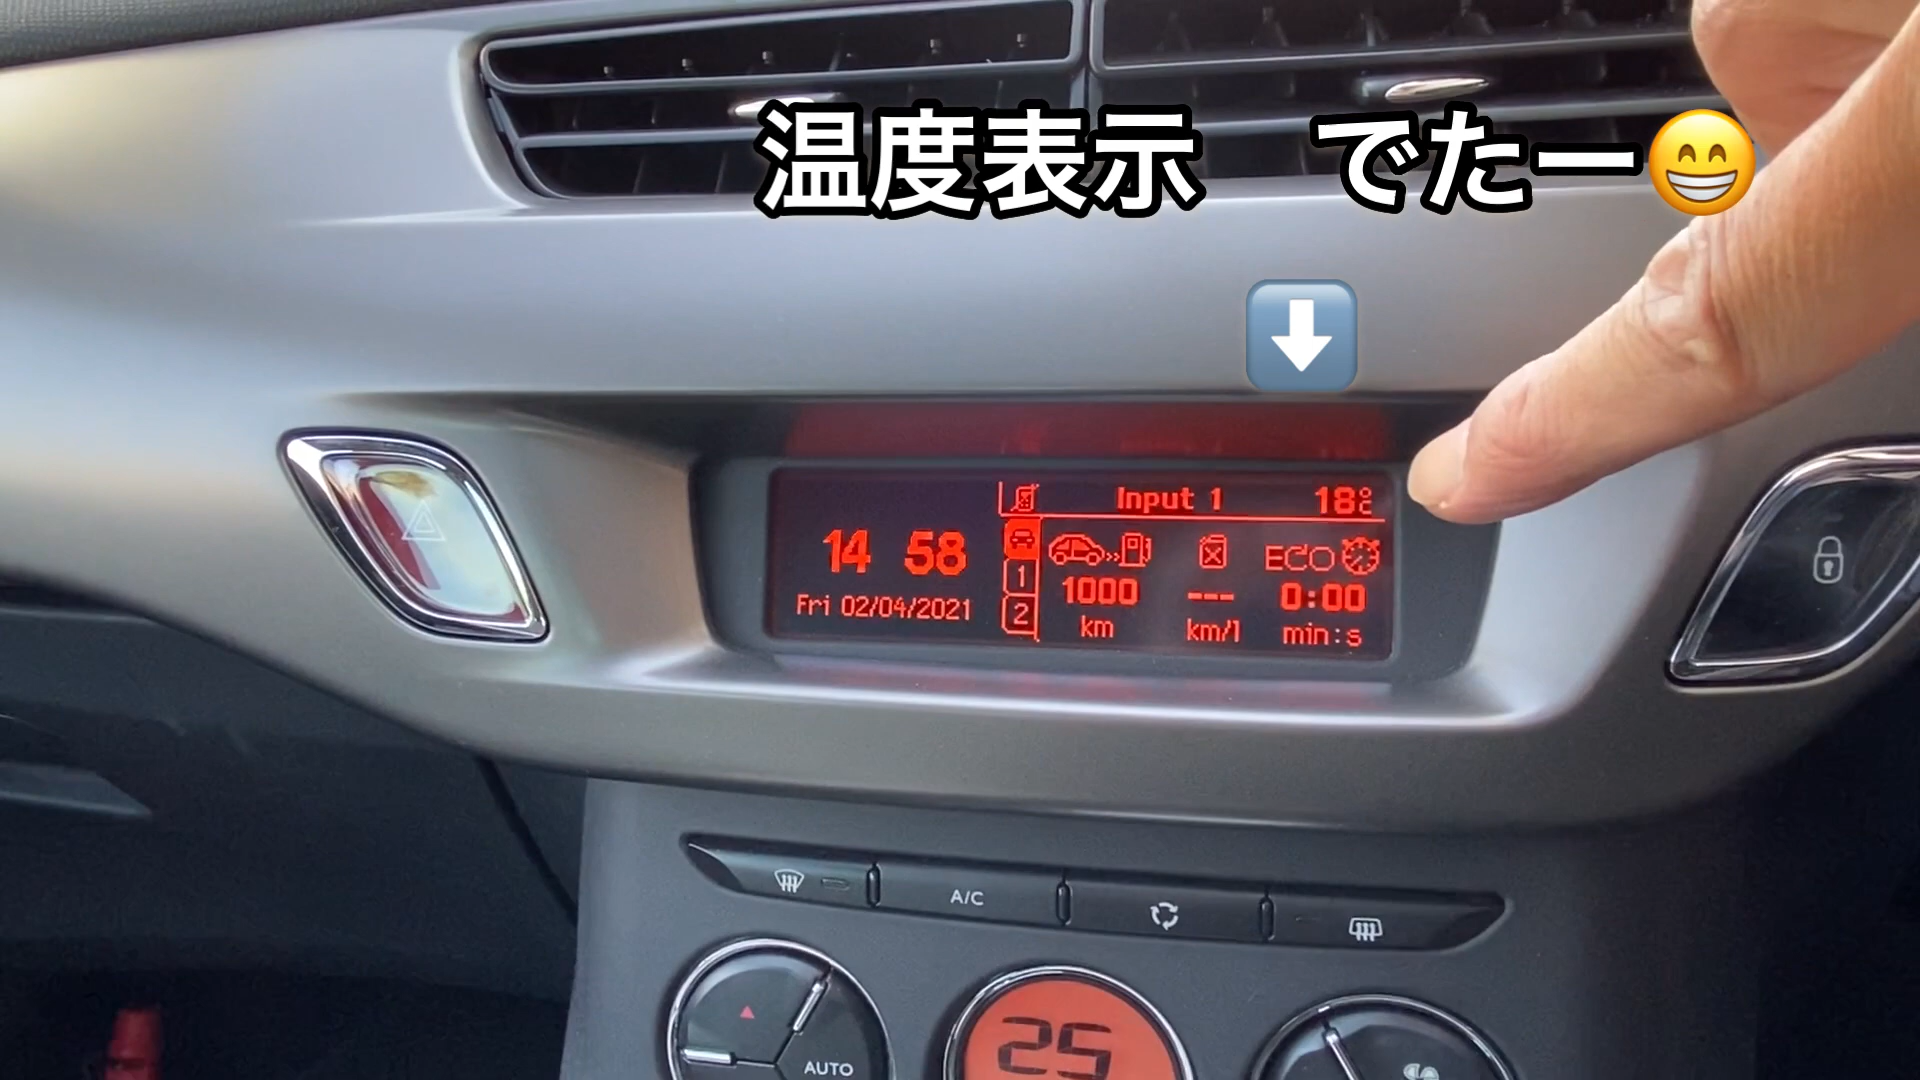 温度表示　でたー😁
Input 1 18°C
14 58
Fri 02/04/2021
1
2
ECO
1000 --- 0:00
km km/l min:s
A/C
AUTO
25